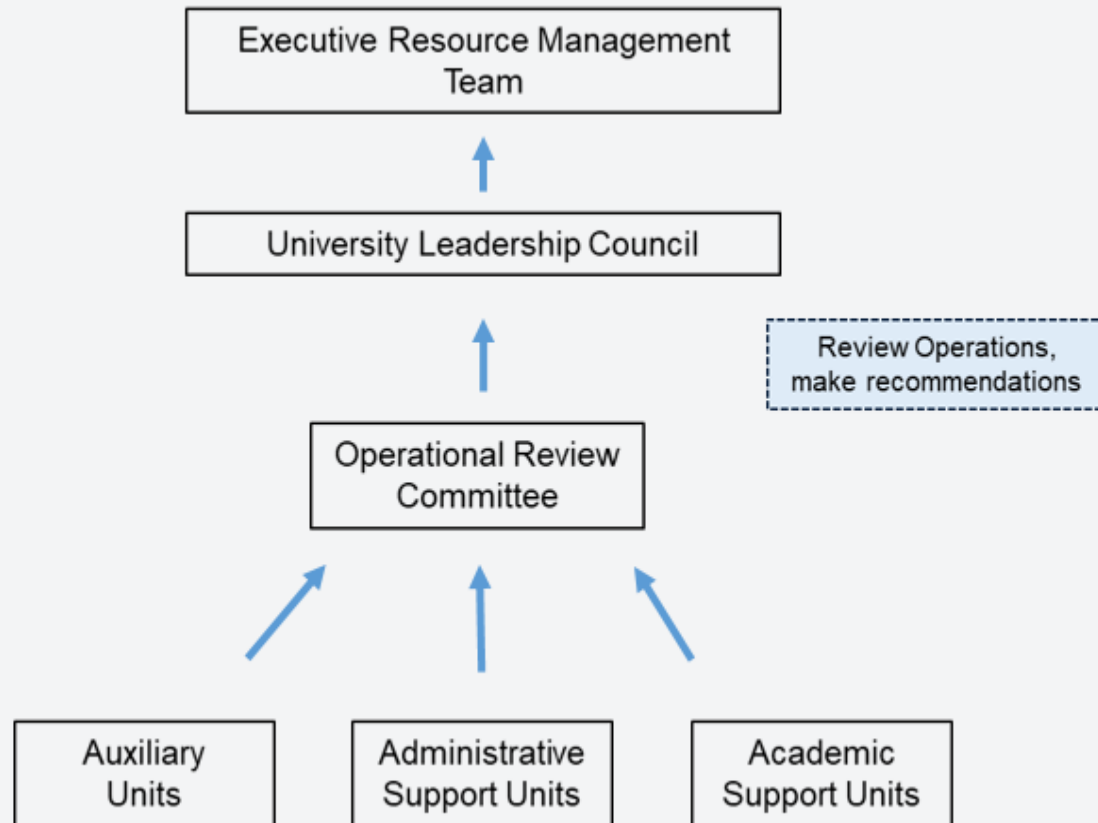 Executive Resource Management
Team
University Leadership Council
Review Operations,
make recommendations
Operational Review
Committee
Auxiliary
Units
Administrative
Support Units
Academic
Support Units